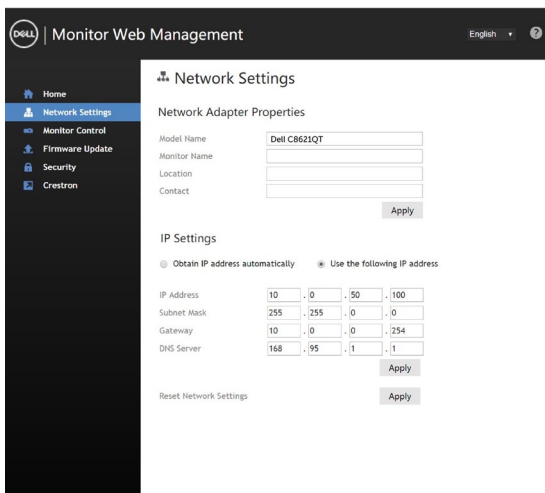 DELL | Monitor Web Management
English
?
Home
Network Settings
Monitor Control
Firmware Update
Security
Crestron
Network Settings
Network Adapter Properties
Model Name Dell C8621QT
Monitor Name
Location
Contact
Apply
IP Settings
Obtain IP address automatically Use the following IP address
IP Address 10 . 0 . 50 . 100
Subnet Mask 255 . 255 . 0 . 0
Gateway 10 . 0 . 0 . 254
DNS Server 168 . 95 . 1 . 1
Apply
Reset Network Settings Apply